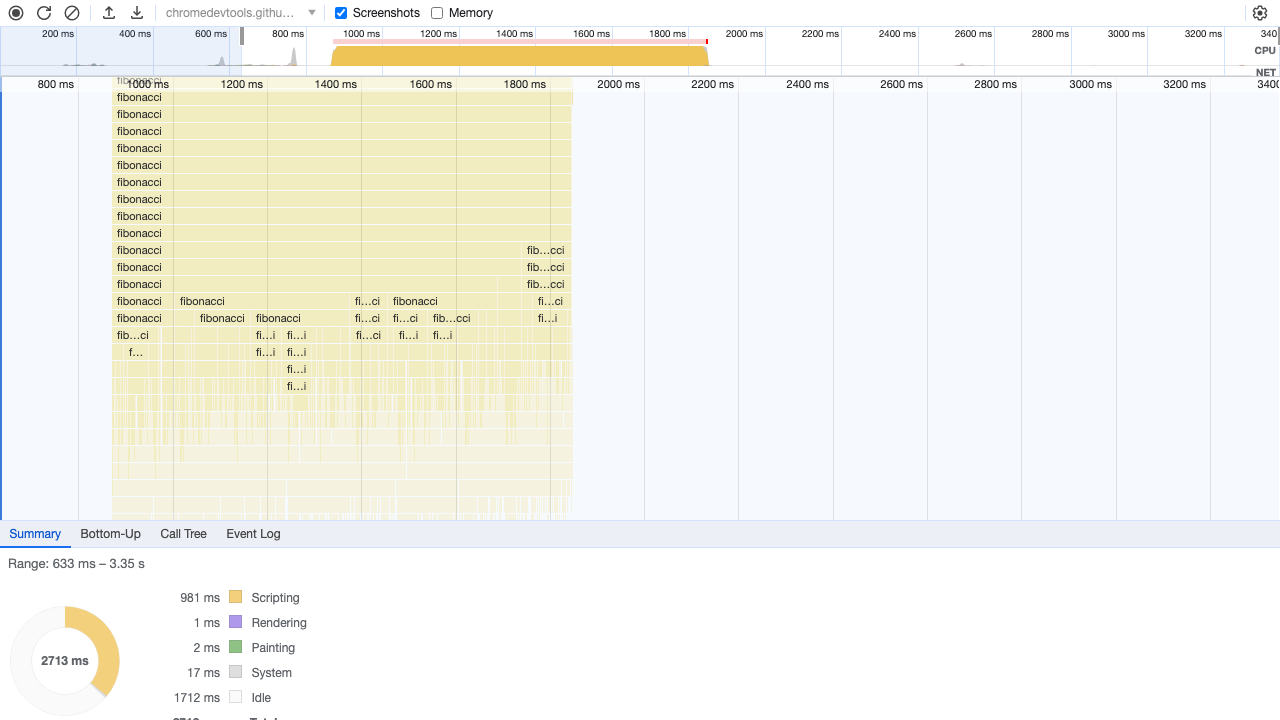 chromedevtools.githu… Screenshots Memory
200 ms 400 ms 600 ms 800 ms 1000 ms 1200 ms 1400 ms 1600 ms 1800 ms 2000 ms 2200 ms 2400 ms 2600 ms 2800 ms 3000 ms 3200 ms 340
CPU
NET
fibonacci
800 ms 1000 ms 1200 ms 1400 ms 1600 ms 1800 ms 2000 ms 2200 ms 2400 ms 2600 ms 2800 ms 3000 ms 3200 ms 3400
fibonacci
fibonacci
fibonacci
fibonacci
fibonacci
fibonacci
fibonacci
fibonacci
fibonacci
fibonacci fib…cci
fibonacci fib…cci
fibonacci fib…cci
fibonacci fibonacci fi…ci fibonacci fi…ci
fibonacci fibonacci fibonacci fi…ci fi…ci fib…cci fi…i
fib…ci fi…i fi…i fi…ci fi…i fi…i
f… fi…i fi…i
fi…i
fi…i
Summary Bottom-Up Call Tree Event Log
Range: 633 ms – 3.35 s
981 ms Scripting
1 ms Rendering
2 ms Painting
17 ms System
1712 ms Idle
2713 ms